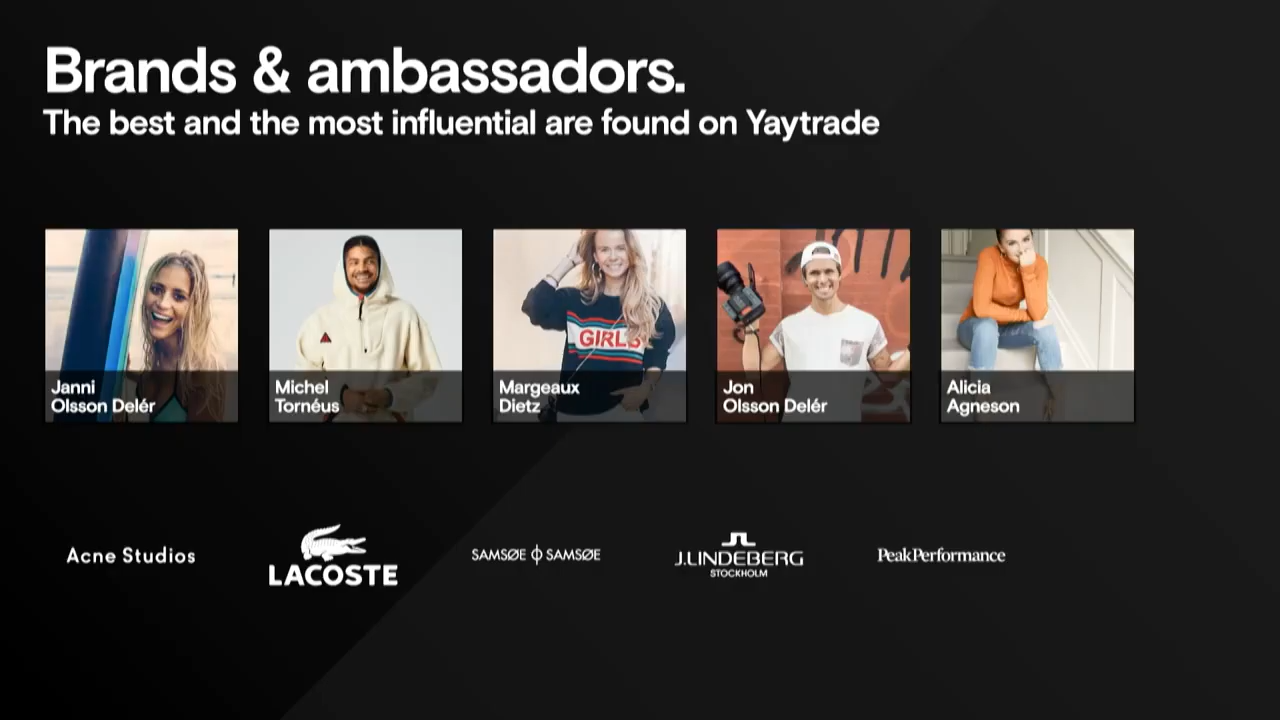 Brands & ambassadors.
The best and the most influential are found on Yaytrade
GIRLS
Janni
Olsson Delér
Michel
Tornéus
Margeaux
Dietz
Jon
Olsson Delér
Alicia
Agneson
Acne Studios
LACOSTE
SAMSØE Φ SAMSØE
J.LINDEBERG
STOCKHOLM
PeakPerformance